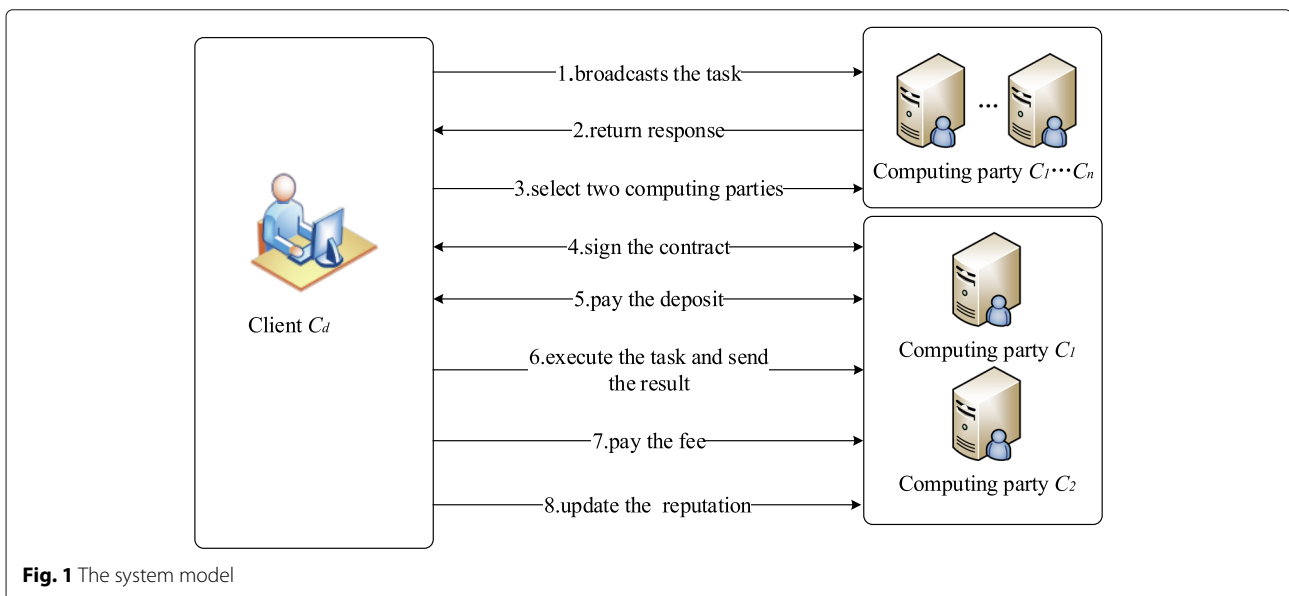 1.broadcasts the task
...
2.return response
Computing party C1···Cn
3.select two computing parties
4.sign the contract
5.pay the deposit
Client Cd
Computing party C1
6.execute the task and send
the result
7.pay the fee
Computing party C2
8.update the reputation
Fig. 1 The system model